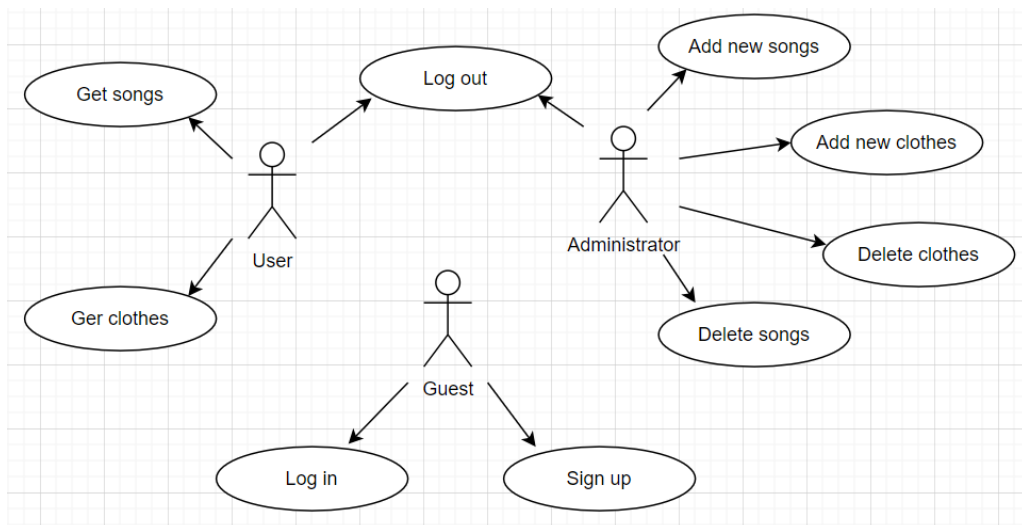 Add new songs
Log out
Get songs
Add new clothes
Administrator
Delete clothes
User
Ger clothes
Delete songs
Guest
Log in
Sign up